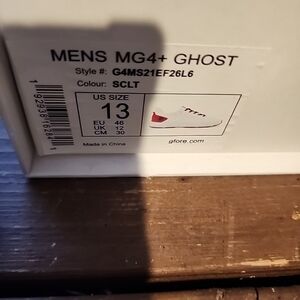 MENS MG4+ GHOST
Style #: G4MS21EF26L6
Colour: SCLT
US SIZE
13
EU 46
UK 12
CM 30
Made in China
gfore.com